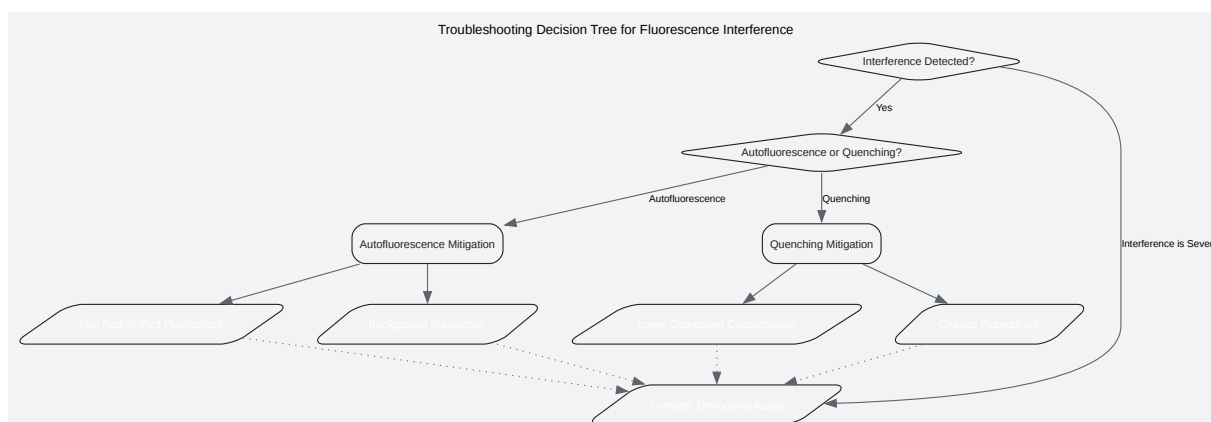 Troubleshooting Decision Tree for Fluorescence Interference
Interference Detected?
Yes
Autofluorescence or Quenching?
Autofluorescence
Quenching
Interference is Sever
Autofluorescence Mitigation
Quenching Mitigation
Use Red-Shifted Fluorophore
Background Subtraction
Lower Compound Concentration
Change Fluorophore
Consider Orthogonal Assay